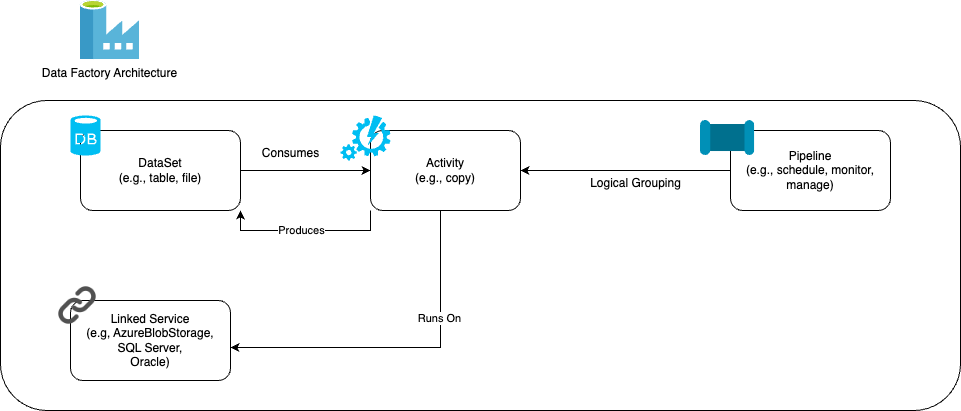 DB
Data Factory Architecture
DataSet
(e.g., table, file)
Consumes
Activity
(e.g., copy)
Logical Grouping
Pipeline
(e.g., schedule, monitor,
manage)
Produces
Runs On
Linked Service
(e.g, AzureBlobStorage,
SQL Server,
Oracle)